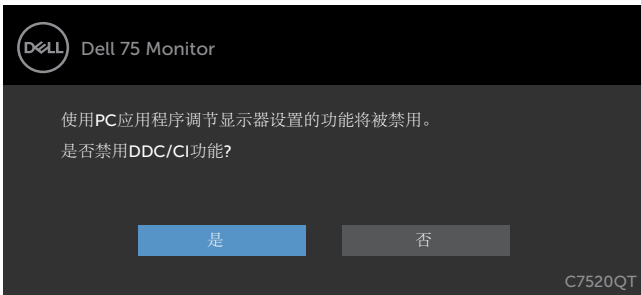 DELL
Dell 75 Monitor
使用PC应用程序调节显示器设置的功能将被禁用。
是否禁用DDC/CI功能?
是
否
C7520QT